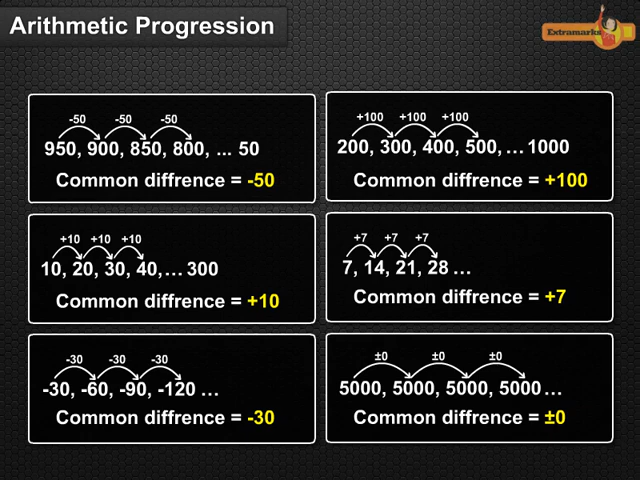 Arithmetic Progression
Extramarks
-50 -50 -50
950, 900, 850, 800, ... 50
Common diffrence = -50
+100 +100 +100
200, 300, 400, 500, ... 1000
Common diffrence = +100
+10 +10 +10
10, 20, 30, 40, ... 300
Common diffrence = +10
+7 +7 +7
7, 14, 21, 28 ...
Common diffrence = +7
-30 -30 -30
-30, -60, -90, -120 ...
Common diffrence = -30
±0 ±0 ±0
5000, 5000, 5000, 5000 ...
Common diffrence = ±0